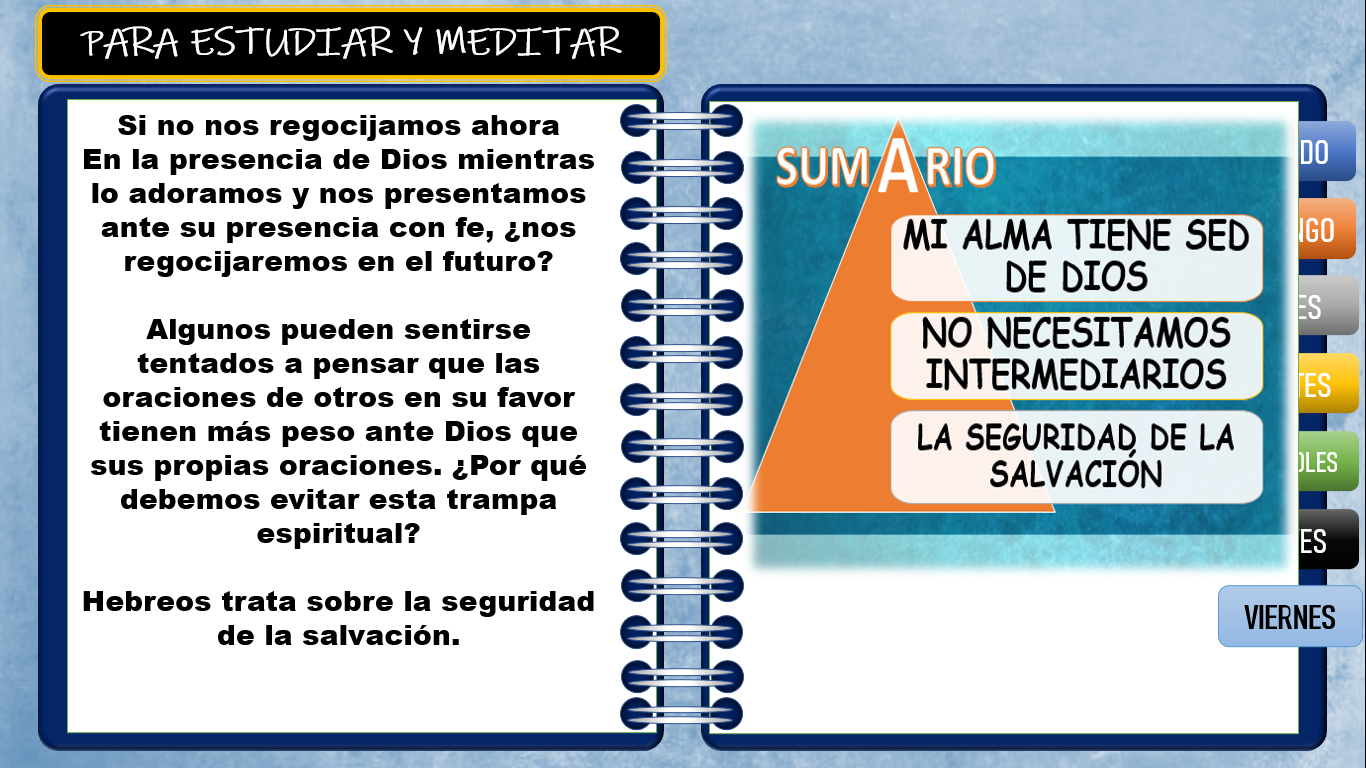 PARA ESTUDIAR Y MEDITAR
Si no nos regocijamos ahora
En la presencia de Dios mientras
lo adoramos y nos presentamos
ante su presencia con fe, ¿nos
regocijaremos en el futuro?
Algunos pueden sentirse
tentados a pensar que las
oraciones de otros en su favor
tienen más peso ante Dios que
sus propias oraciones. ¿Por qué
debemos evitar esta trampa
espiritual?
Hebreos trata sobre la seguridad
de la salvación.
SUMARIO
MI ALMA TIENE SED
DE DIOS
NO NECESITAMOS
INTERMEDIARIOS
LA SEGURIDAD DE LA
SALVACIÓN
VIERNES